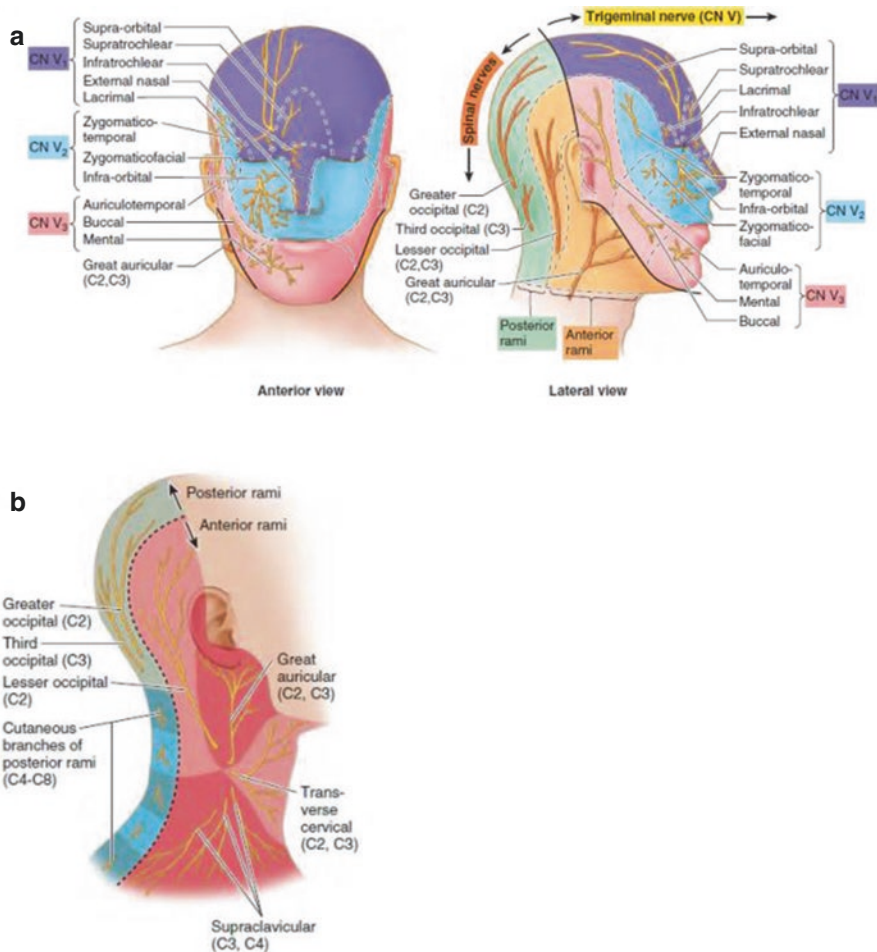 a
CN V1
Supra-orbital
Supratrochlear
Infratrochlear
External nasal
Lacrimal
CN V2
Zygomatico-
temporal
Zygomaticofacial
Infra-orbital
CN V3
Auriculotemporal
Buccal
Mental
Great auricular
(C2,C3)
Anterior view
Trigeminal nerve (CN V)
Spinal nerves
Greater
occipital (C2)
Third occipital (C3)
Lesser occipital
(C2,C3)
Great auricular
(C2,C3)
Posterior
rami
Anterior
rami
Supra-orbital
Supratrochlear
Lacrimal
Infratrochlear
External nasal
CN V1
Zygomatico-
temporal
Infra-orbital
Zygomatico-
facial
CN V2
Auriculo-
temporal
Mental
Buccal
CN V3
Lateral view
b
Posterior rami
Anterior rami
Greater
occipital (C2)
Third
occipital (C3)
Lesser occipital
(C2)
Cutaneous
branches of
posterior rami
(C4-C8)
Great
auricular
(C2, C3)
Trans-
verse
cervical
(C2, C3)
Supraclavicular
(C3, C4)